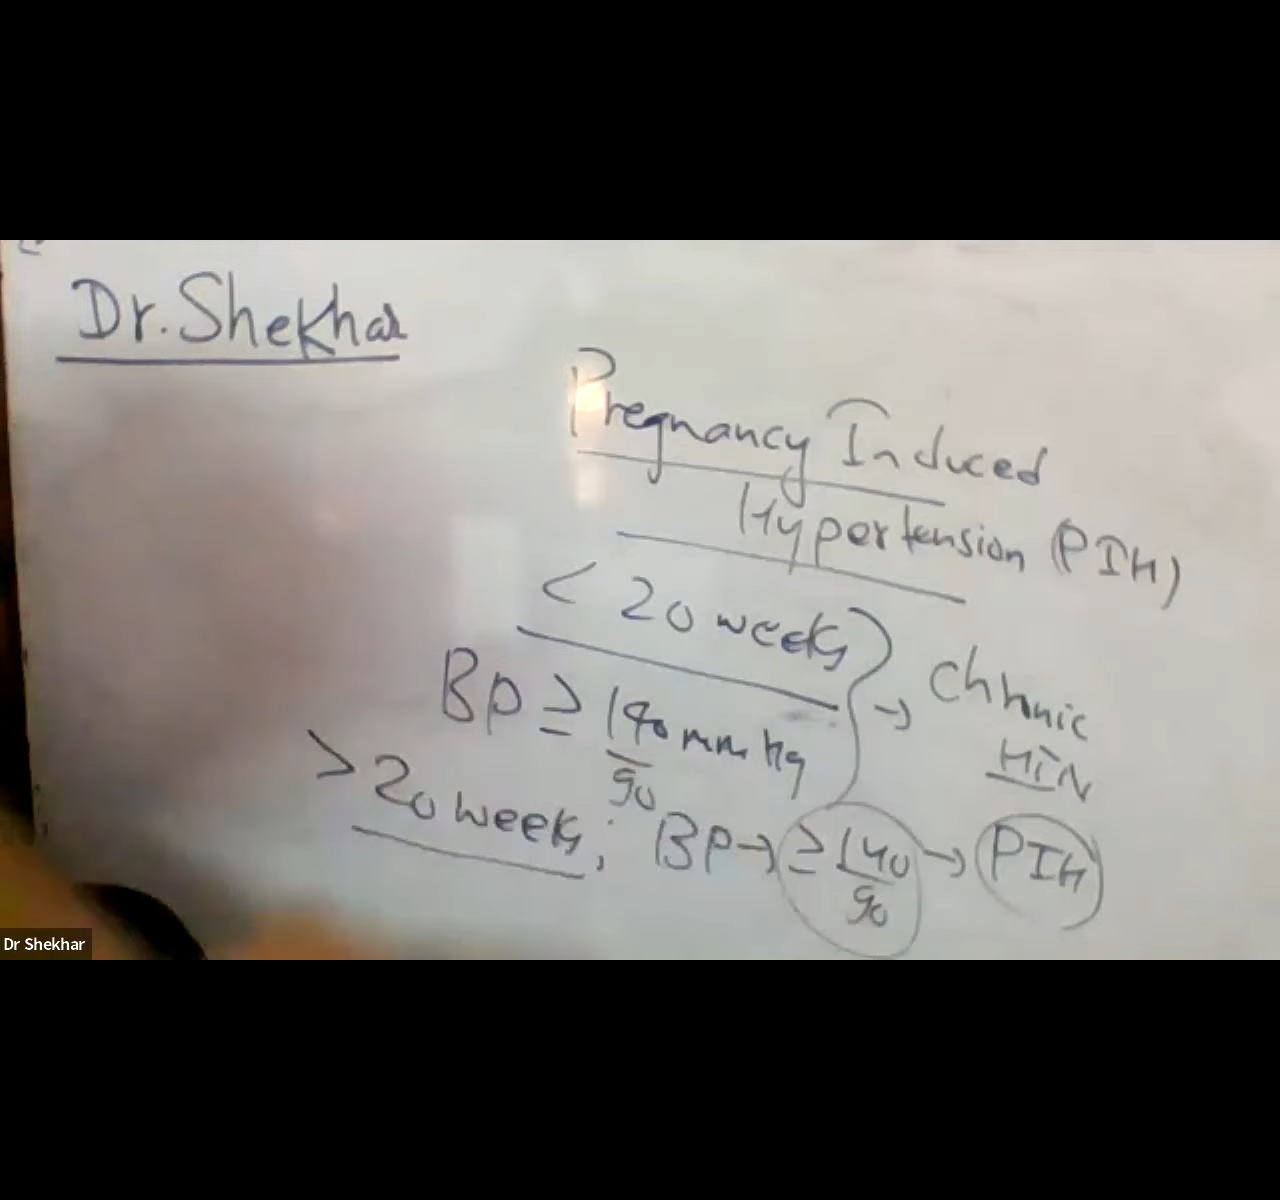 Dr. Shekhar
Pregnancy Induced
Hypertension (PIH)
< 20 weeks
BP ≥ 140/90 mm Hg → Chronic HTN
> 20 weeks; BP → ≥ 140/90 → PIH
Dr Shekhar